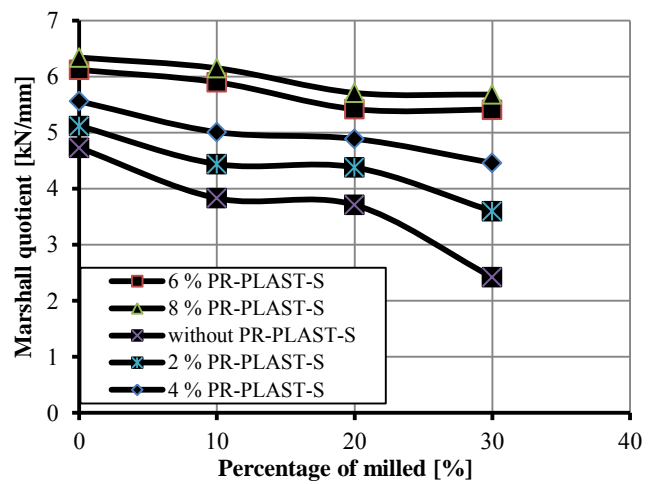 Marshall quotient [kN/mm]
7
6
5
4
3
2
1
0
6 % PR-PLAST-S
8 % PR-PLAST-S
without PR-PLAST-S
2 % PR-PLAST-S
4 % PR-PLAST-S
0 10 20 30 40
Percentage of milled [%]